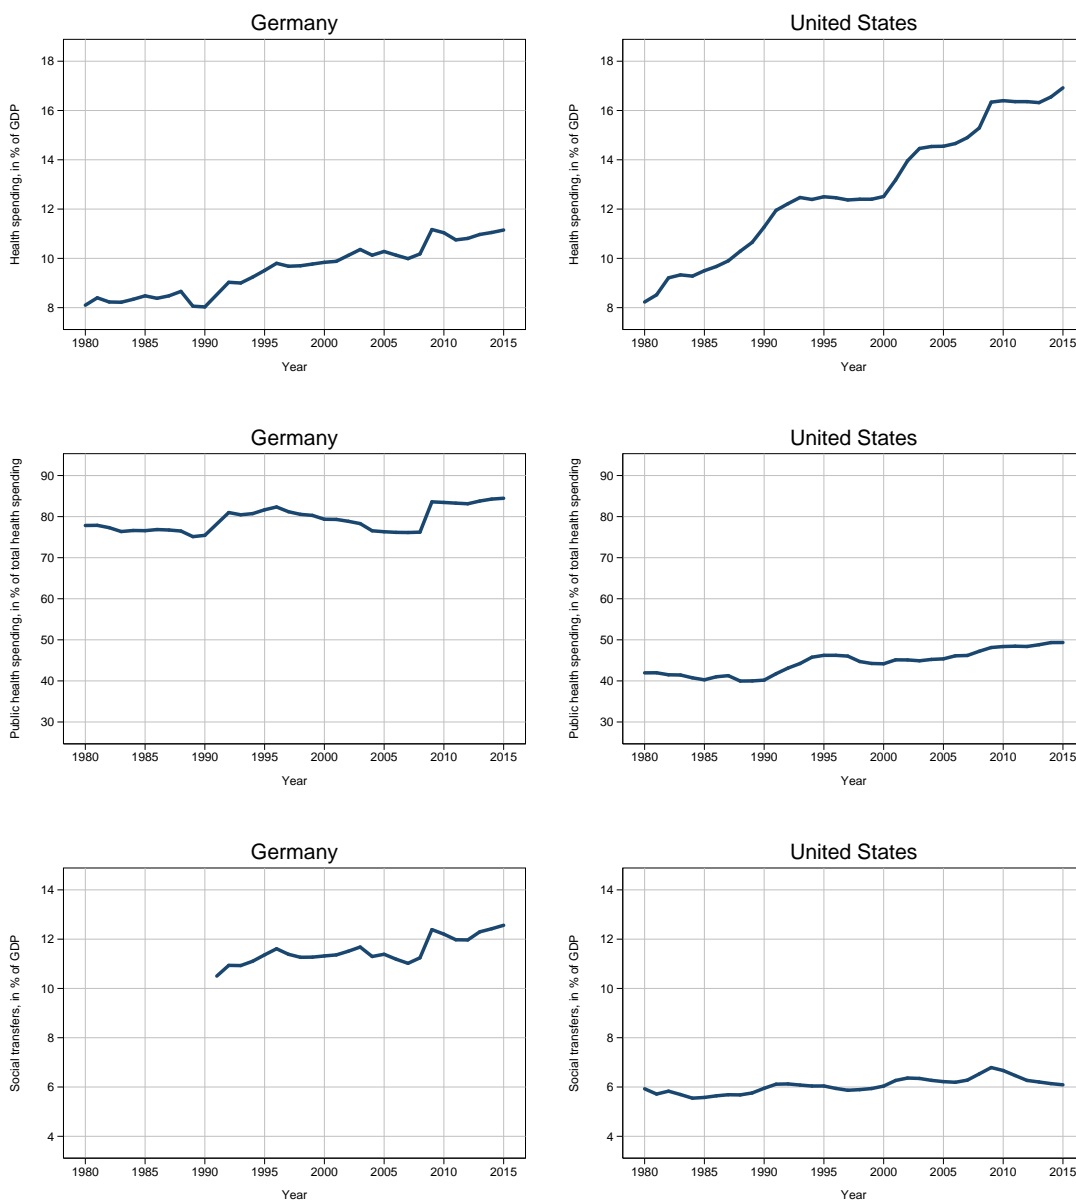 Germany
Health spending, in % of GDP
18
16
14
12
10
8
1980 1985 1990 1995 2000 2005 2010 2015
Year
United States
Health spending, in % of GDP
18
16
14
12
10
8
1980 1985 1990 1995 2000 2005 2010 2015
Year
Germany
Public health spending, in % of total health spending
90
80
70
60
50
40
30
1980 1985 1990 1995 2000 2005 2010 2015
Year
United States
Public health spending, in % of total health spending
90
80
70
60
50
40
30
1980 1985 1990 1995 2000 2005 2010 2015
Year
Germany
Social transfers, in % of GDP
14
12
10
8
6
4
1980 1985 1990 1995 2000 2005 2010 2015
Year
United States
Social transfers, in % of GDP
14
12
10
8
6
4
1980 1985 1990 1995 2000 2005 2010 2015
Year